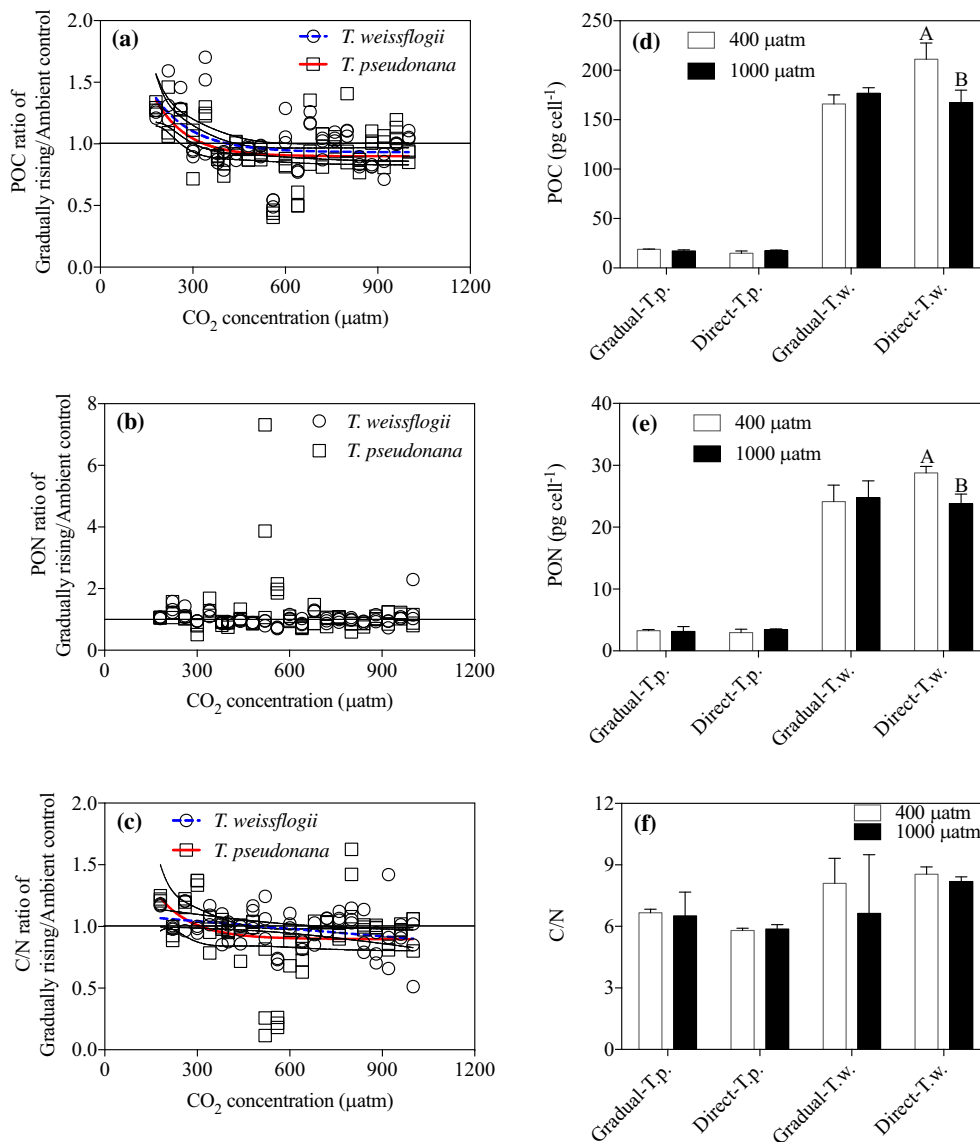 (a)
T. weissflogii
T. pseudonana
2.0
1.5
1.0
0.5
0.0
0
300
600
900
1200
POC ratio of
Gradually rising/Ambient control
CO2 concentration (µatm)
(d)
400 µatm
1000 µatm
A
B
250
200
150
100
50
0
POC (pg cell-1)
Gradual-T.p.
Direct-T.p.
Gradual-T.w.
Direct-T.w.
(b)
T. weissflogii
T. pseudonana
8
6
4
2
0
0
300
600
900
1200
PON ratio of
Gradually rising/Ambient control
CO2 concentration (µatm)
(e)
400 µatm
1000 µatm
A
B
40
30
20
10
0
PON (pg cell-1)
Gradual-T.p.
Direct-T.p.
Gradual-T.w.
Direct-T.w.
(c)
T. weissflogii
T. pseudonana
2.0
1.5
1.0
0.5
0.0
0
300
600
900
1200
C/N ratio of
Gradually rising/Ambient control
CO2 concentration (µatm)
(f)
400 µatm
1000 µatm
12
9
6
3
0
C/N
Gradual-T.p.
Direct-T.p.
Gradual-T.w.
Direct-T.w.